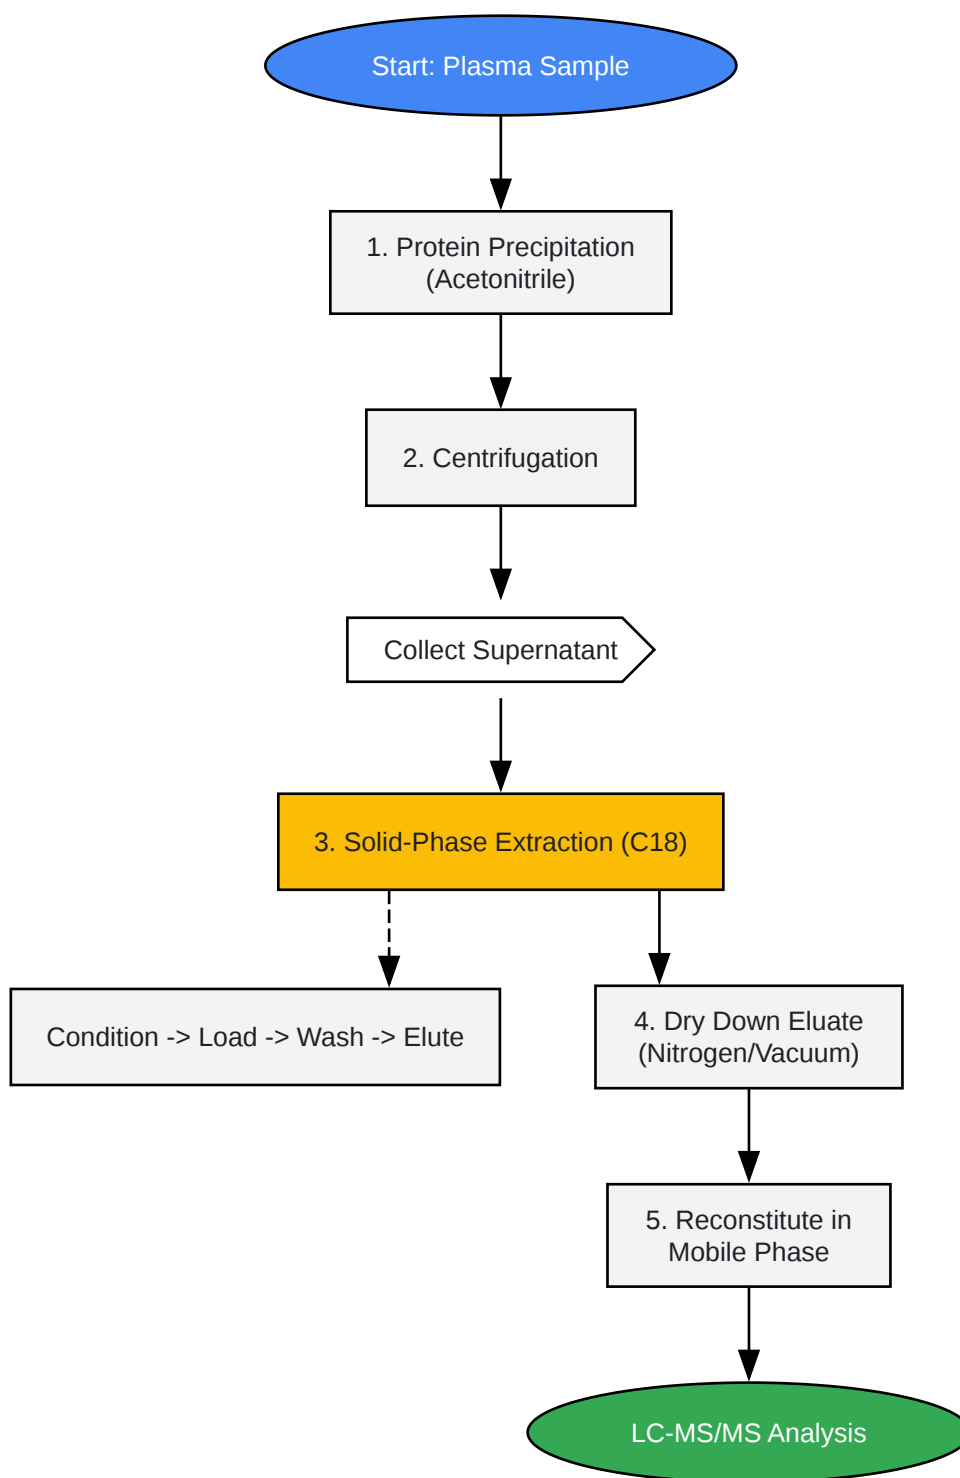 Start: Plasma Sample
1. Protein Precipitation
(Acetonitrile)
2. Centrifugation
Collect Supernatant
3. Solid-Phase Extraction (C18)
Condition -> Load -> Wash -> Elute
4. Dry Down Eluate
(Nitrogen/Vacuum)
5. Reconstitute in
Mobile Phase
LC-MS/MS Analysis